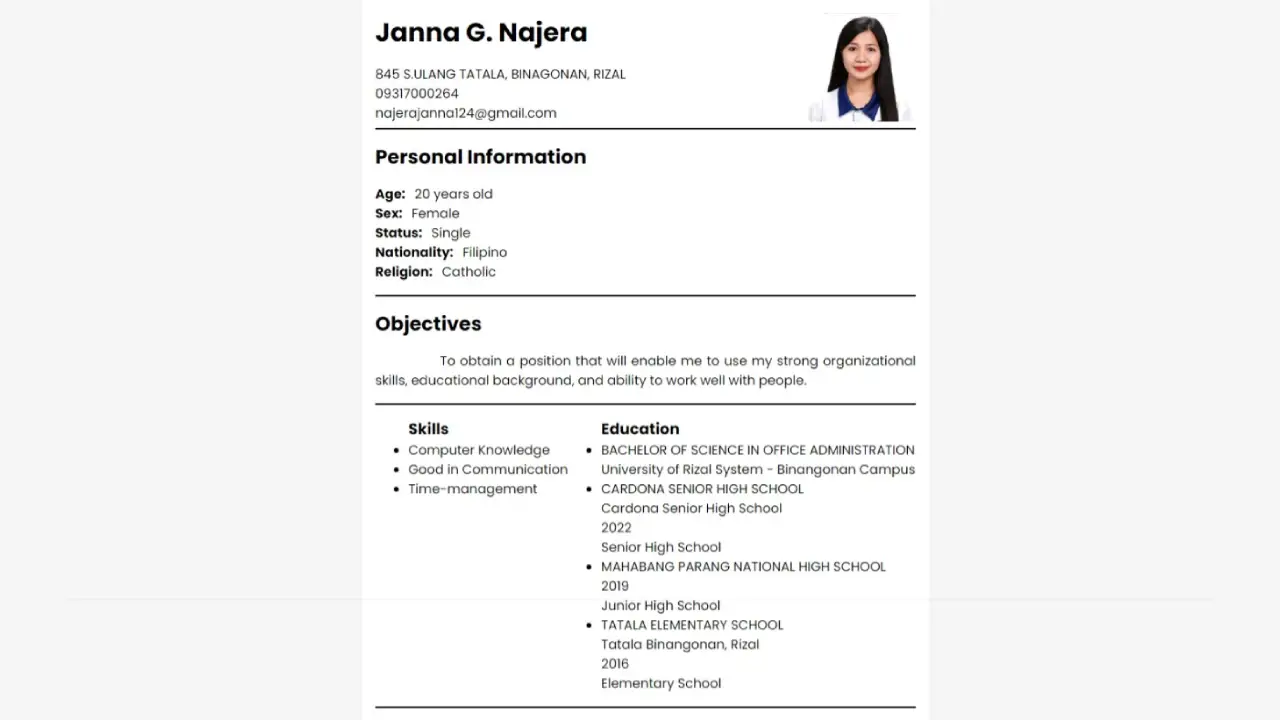 Janna G. Najera
845 S.ULANG TATALA, BINAGONAN, RIZAL
09317000264
najerajanna124@gmail.com
Personal Information
Age: 20 years old
Sex: Female
Status: Single
Nationality: Filipino
Religion: Catholic
Objectives
To obtain a position that will enable me to use my strong organizational
skills, educational background, and ability to work well with people.
Skills
• Computer Knowledge
• Good in Communication
• Time-management
Education
• BACHELOR OF SCIENCE IN OFFICE ADMINISTRATION
University of Rizal System - Binangonan Campus
• CARDONA SENIOR HIGH SCHOOL
Cardona Senior High School
2022
Senior High School
• MAHABANG PARANG NATIONAL HIGH SCHOOL
2019
Junior High School
• TATALA ELEMENTARY SCHOOL
Tatala Binangonan, Rizal
2016
Elementary School